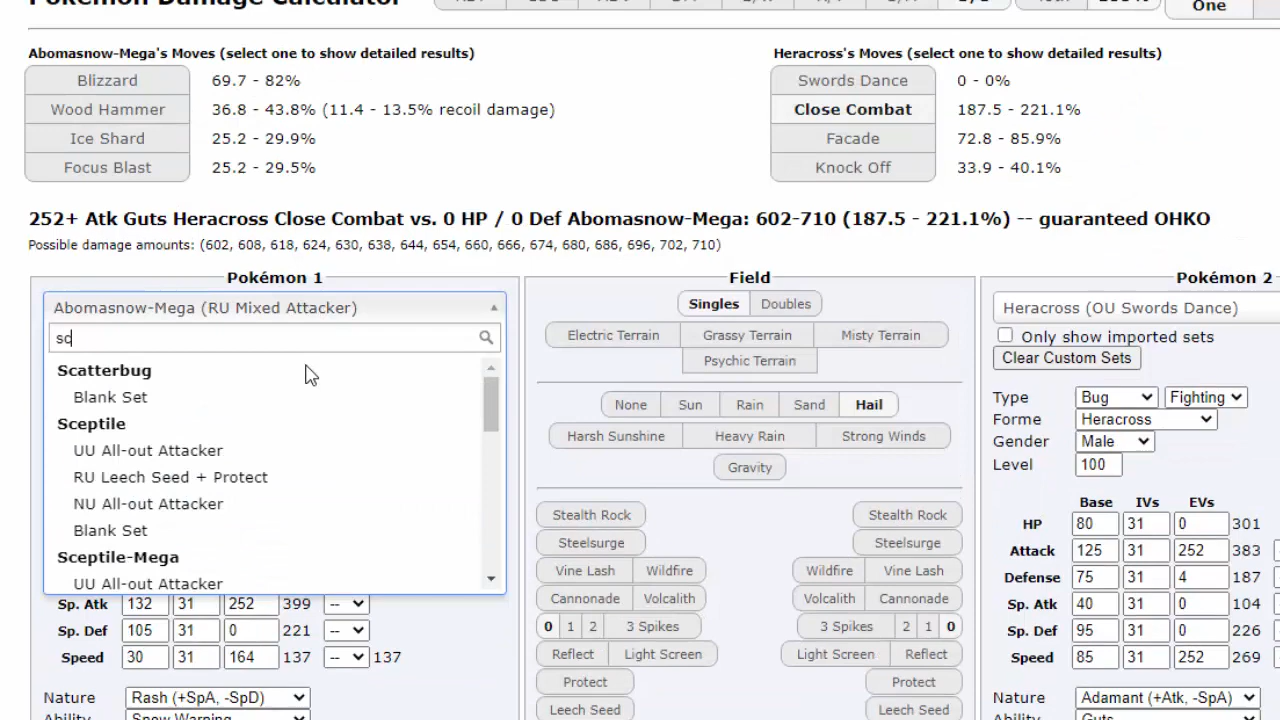 Pokémon Damage Calculator
One
Abomasnow-Mega's Moves (select one to show detailed results)
Blizzard 69.7 - 82%
Wood Hammer 36.8 - 43.8% (11.4 - 13.5% recoil damage)
Ice Shard 25.2 - 29.9%
Focus Blast 25.2 - 29.5%
Heracross's Moves (select one to show detailed results)
Swords Dance 0 - 0%
Close Combat 187.5 - 221.1%
Facade 72.8 - 85.9%
Knock Off 33.9 - 40.1%
252+ Atk Guts Heracross Close Combat vs. 0 HP / 0 Def Abomasnow-Mega: 602-710 (187.5 - 221.1%) -- guaranteed OHKO
Possible damage amounts: (602, 608, 618, 624, 630, 638, 644, 654, 660, 666, 674, 680, 686, 696, 702, 710)
Pokémon 1
Abomasnow-Mega (RU Mixed Attacker)
sc
Scatterbug
Blank Set
Sceptile
UU All-out Attacker
RU Leech Seed + Protect
NU All-out Attacker
Blank Set
Sceptile-Mega
UU All-out Attacker
Sp. Atk 132 31 252 399 --
Sp. Def 105 31 0 221 --
Speed 30 31 164 137 -- 137
Nature Rash (+SpA, -SpD)
Ability Snow Warning
Field
Singles Doubles
Electric Terrain Grassy Terrain Misty Terrain
Psychic Terrain
None Sun Rain Sand Hail
Harsh Sunshine Heavy Rain Strong Winds
Gravity
Stealth Rock Stealth Rock
Steelsurge Steelsurge
Vine Lash Wildfire Wildfire Vine Lash
Cannonade Volcalith Volcalith Cannonade
0 1 2 3 Spikes 3 Spikes 2 1 0
Reflect Light Screen Light Screen Reflect
Protect Protect
Leech Seed Leech Seed
Pokémon 2
Heracross (OU Swords Dance)
Only show imported sets
Clear Custom Sets
Type Bug Fighting
Forme Heracross
Gender Male
Level 100
Base IVs EVs
HP 80 31 0 301
Attack 125 31 252 383
Defense 75 31 4 187
Sp. Atk 40 31 0 104
Sp. Def 95 31 0 226
Speed 85 31 252 269
Nature Adamant (+Atk, -SpA)
Ability Guts